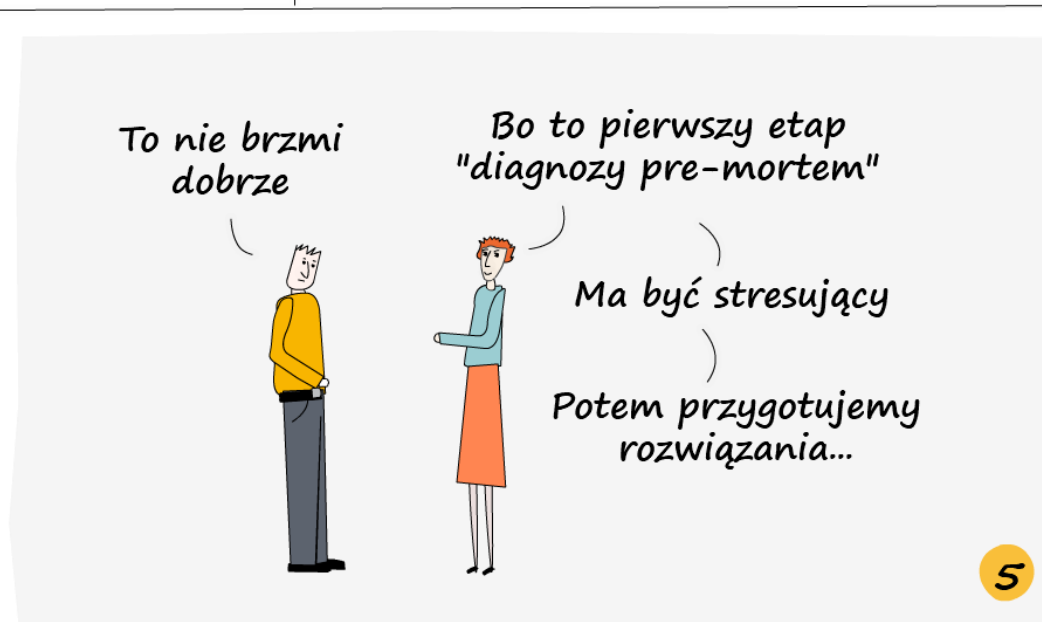 To nie brzmi
dobrze
Bo to pierwszy etap
"diagnozy pre-mortem"
Ma być stresujący
Potem przygotujemy
rozwiązania...
5